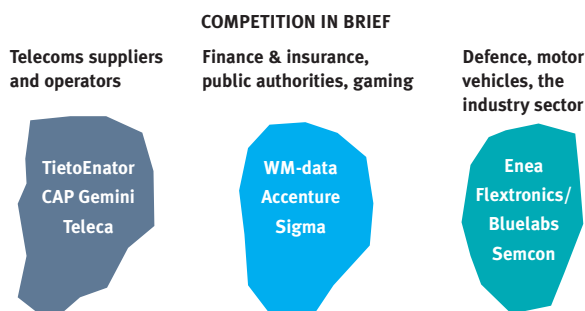 COMPETITION IN BRIEF
Telecoms suppliers
and operators
Finance & insurance,
public authorities, gaming
Defence, motor
vehicles, the
industry sector
TietoEnator
CAP Gemini
Teleca
WM-data
Accenture
Sigma
Enea
Flextronics/
Bluelabs
Semcon